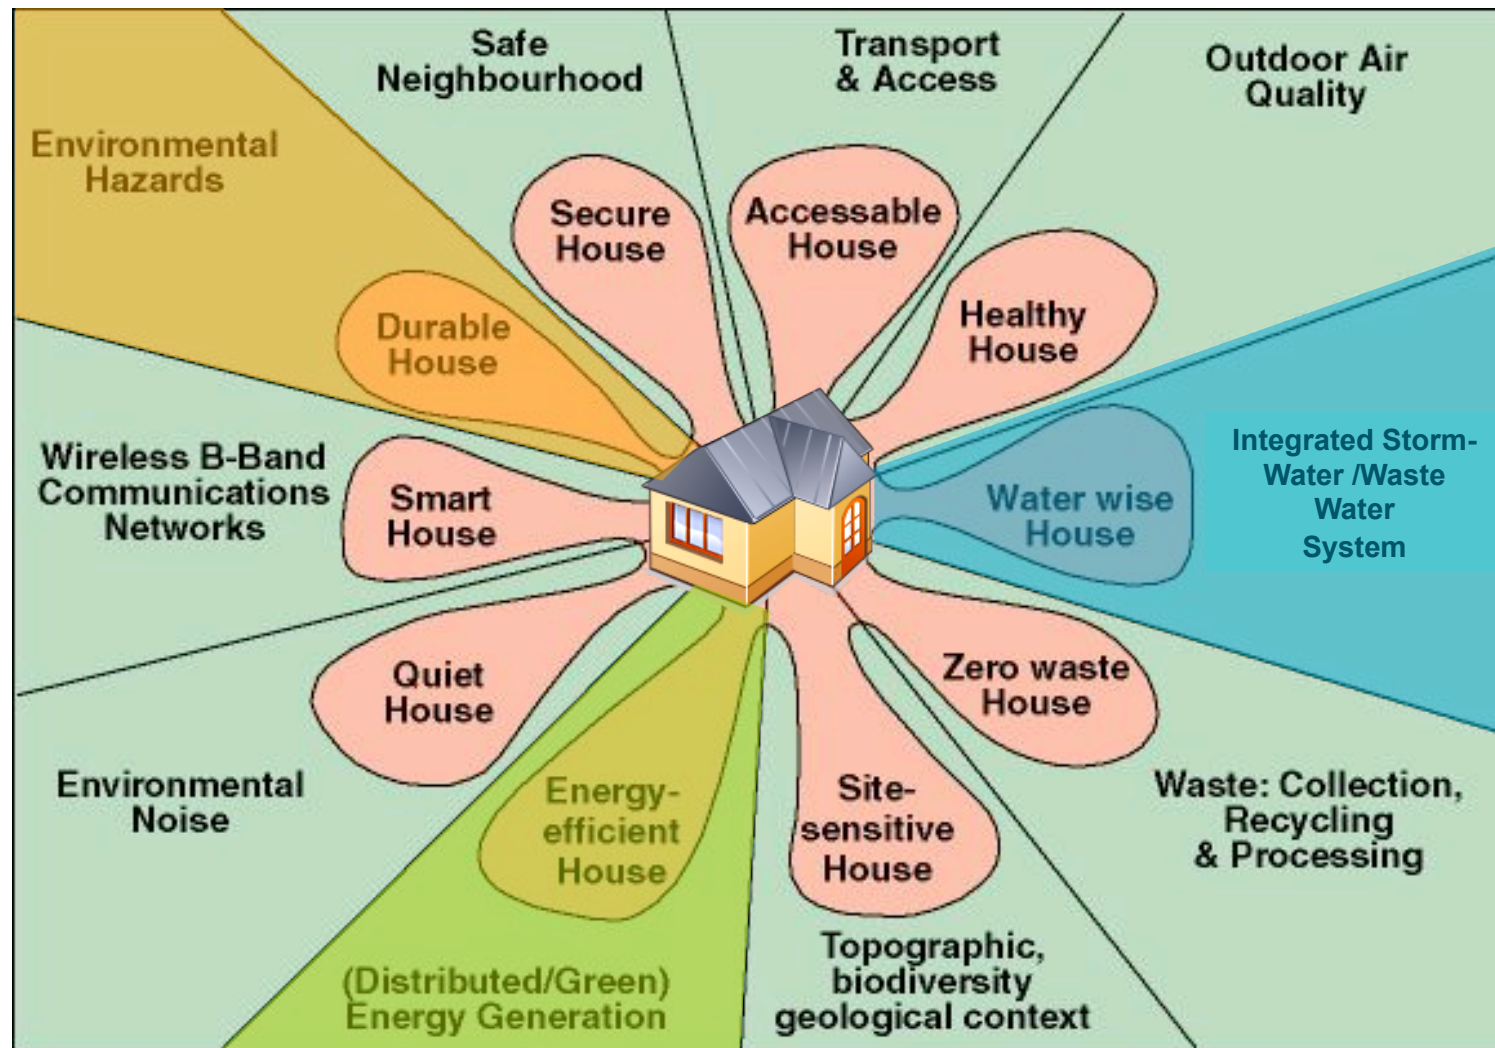 Safe
Neighbourhood
Transport
& Access
Outdoor Air
Quality
Environmental
Hazards
Secure
House
Accessable
House
Healthy
House
Durable
House
Wireless B-Band
Communications
Networks
Smart
House
Water wise
House
Integrated Storm-
Water /Waste
Water
System
Quiet
House
Zero waste
House
Environmental
Noise
Energy-
efficient
House
Site-
sensitive
House
Waste: Collection,
Recycling
& Processing
(Distributed/Green)
Energy Generation
Topographic,
biodiversity
geological context